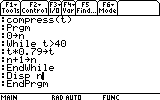 F1▾ F2▾ F3▾ F4▾ F5 F6▾
Tools Control I/O Var Find... Mode
:compress(t)
:Prgm
:0→n
:While t>40
:t*0.79→t
:n+1→n
:EndWhile
:Disp n
:EndPrgm
MAIN RAD AUTO FUNC